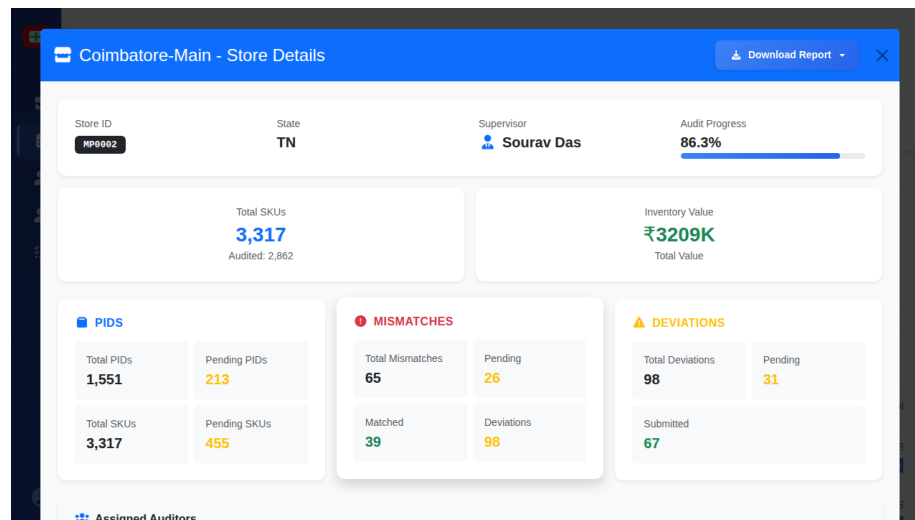 Coimbatore-Main - Store Details
Download Report
Store ID
MP0002
State
TN
Supervisor
Sourav Das
Audit Progress
86.3%
Total SKUs
3,317
Audited: 2,862
Inventory Value
₹3209K
Total Value
PIDS
Total PIDs
1,551
Pending PIDs
213
Total SKUs
3,317
Pending SKUs
455
MISMATCHES
Total Mismatches
65
Pending
26
Matched
39
Deviations
98
DEVIATIONS
Total Deviations
98
Pending
31
Submitted
67
Assigned Auditors